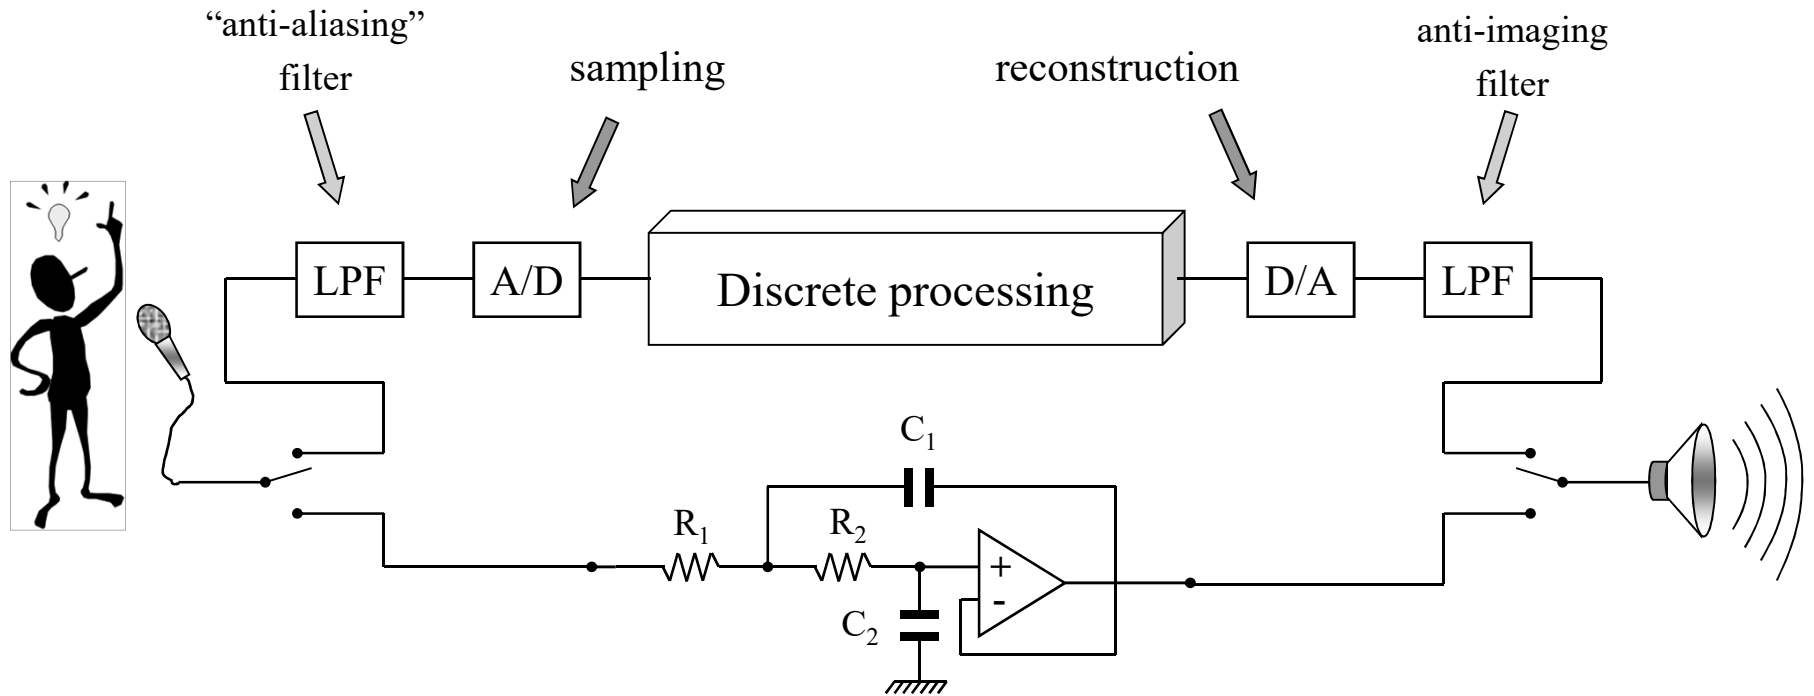 “anti-aliasing”
filter
sampling
reconstruction
anti-imaging
filter
LPF
A/D
Discrete processing
D/A
LPF
C₁
R₁
R₂
+
-
C₂